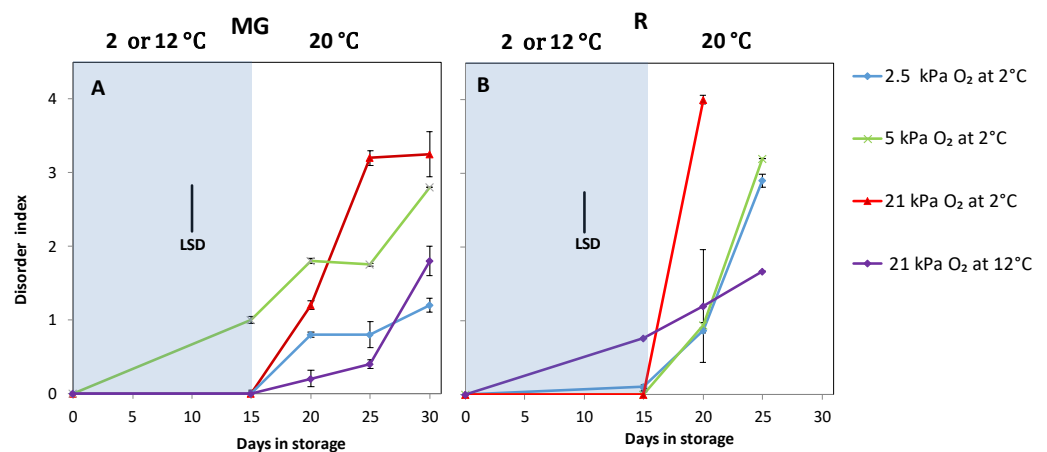 MG
R
2 or 12 °C
20 °C
2 or 12 °C
20 °C
A
B
4
3
2
1
0
Disorder index
LSD
LSD
0 5 10 15 20 25 30
0 5 10 15 20 25 30
Days in storage
Days in storage
2.5 kPa O₂ at 2°C
5 kPa O₂ at 2°C
21 kPa O₂ at 2°C
21 kPa O₂ at 12°C